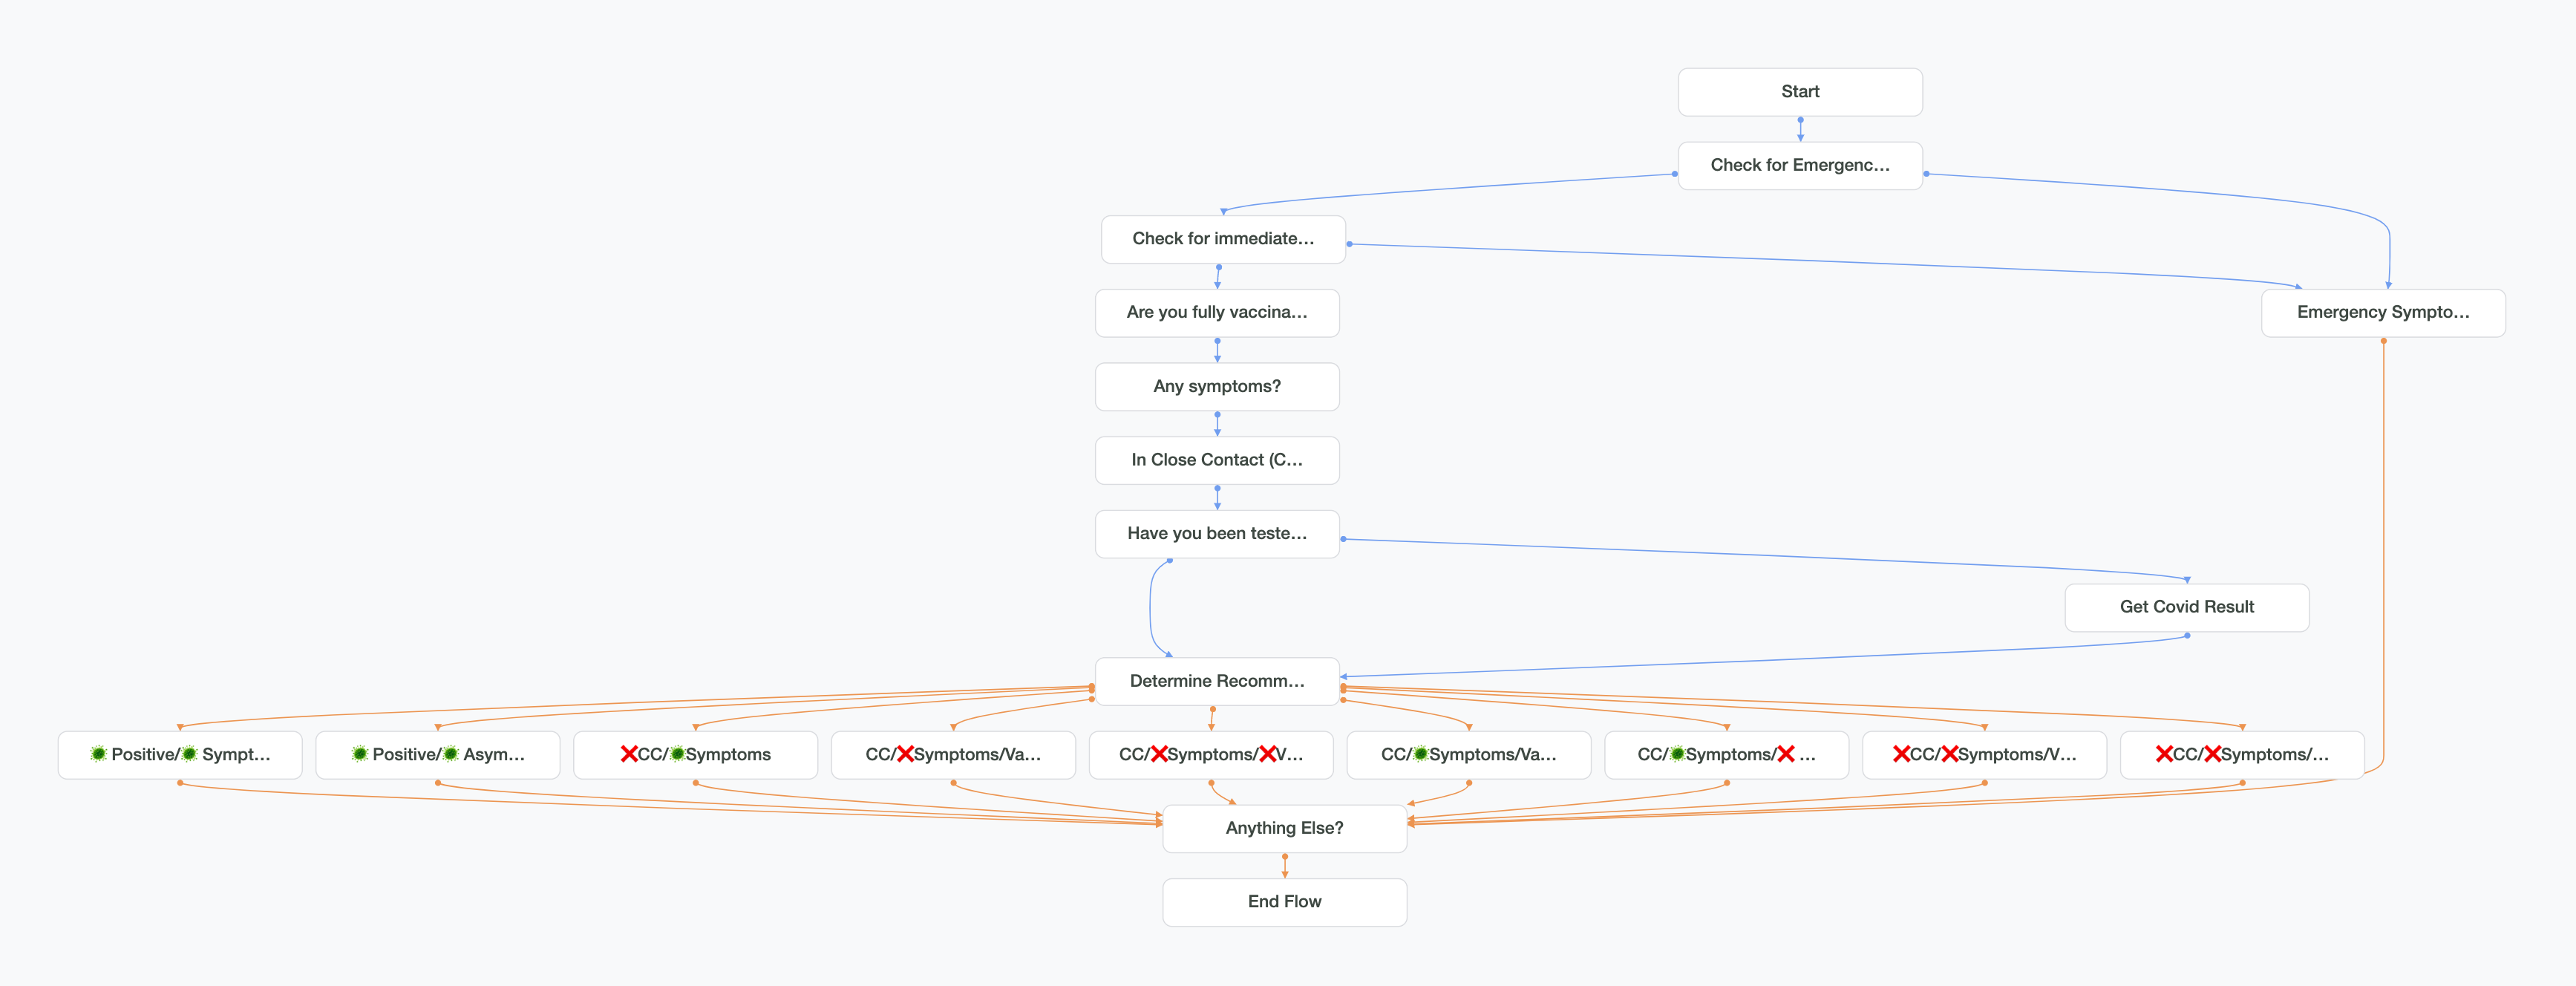 Start
Check for Emergenc...
Check for immediate...
Are you fully vaccina...
Emergency Sympto...
Any symptoms?
In Close Contact (C...
Have you been teste...
Get Covid Result
Determine Recomm...
🦠 Positive/🦠 Sympt...
🦠 Positive/🦠 Asym...
❌CC/🦠Symptoms
CC/❌Symptoms/Va...
CC/❌Symptoms/❌V...
CC/🦠Symptoms/Va...
CC/🦠Symptoms/❌ ...
❌CC/❌Symptoms/V...
❌CC/❌Symptoms/...
Anything Else?
End Flow